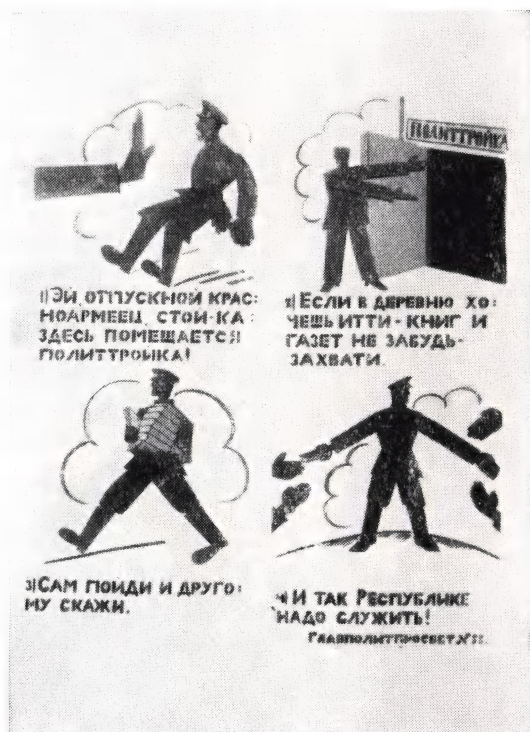 ПОЛИТТРОЙКА
1) ЭЙ, ОТПУСКНОЙ КРАС=
НОАРМЕЕЦ СТОЙ-КА:
ЗДЕСЬ ПОМЕЩАЕТСЯ
ПОЛИТТРОЙКА!
2) ЕСЛИ В ДЕРЕВНЮ ХО=
ЧЕШЬ ИТТИ - КНИГ И
ГАЗЕТ НЕ ЗАБУДЬ-
ЗАХВАТИ.
3) САМ ПОЙДИ И ДРУГО=
МУ СКАЖИ.
4) И ТАК РЕСПУБЛИКЕ
НАДО СЛУЖИТЬ!
ГЛАВПОЛИТПРОСВЕТ №